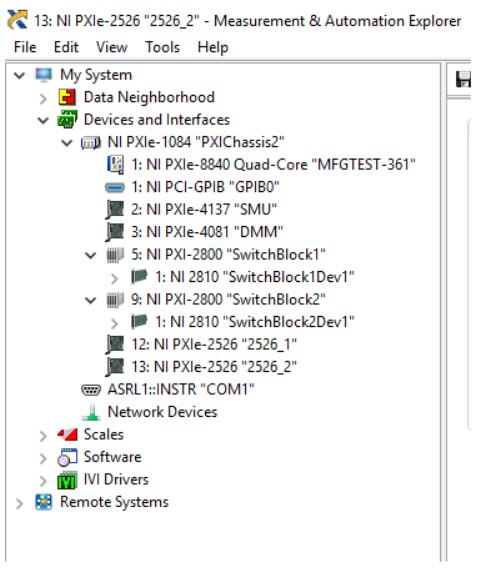 13: NI PXIe-2526 "2526_2" - Measurement & Automation Explorer
File Edit View Tools Help
My System
Data Neighborhood
Devices and Interfaces
NI PXIe-1084 "PXIChassis2"
1: NI PXIe-8840 Quad-Core "MFGTEST-361"
1: NI PCI-GPIB "GPIB0"
2: NI PXIe-4137 "SMU"
3: NI PXIe-4081 "DMM"
5: NI PXI-2800 "SwitchBlock1"
1: NI 2810 "SwitchBlock1Dev1"
9: NI PXI-2800 "SwitchBlock2"
1: NI 2810 "SwitchBlock2Dev1"
12: NI PXIe-2526 "2526_1"
13: NI PXIe-2526 "2526_2"
ASRL1::INSTR "COM1"
Network Devices
Scales
Software
IVI Drivers
Remote Systems